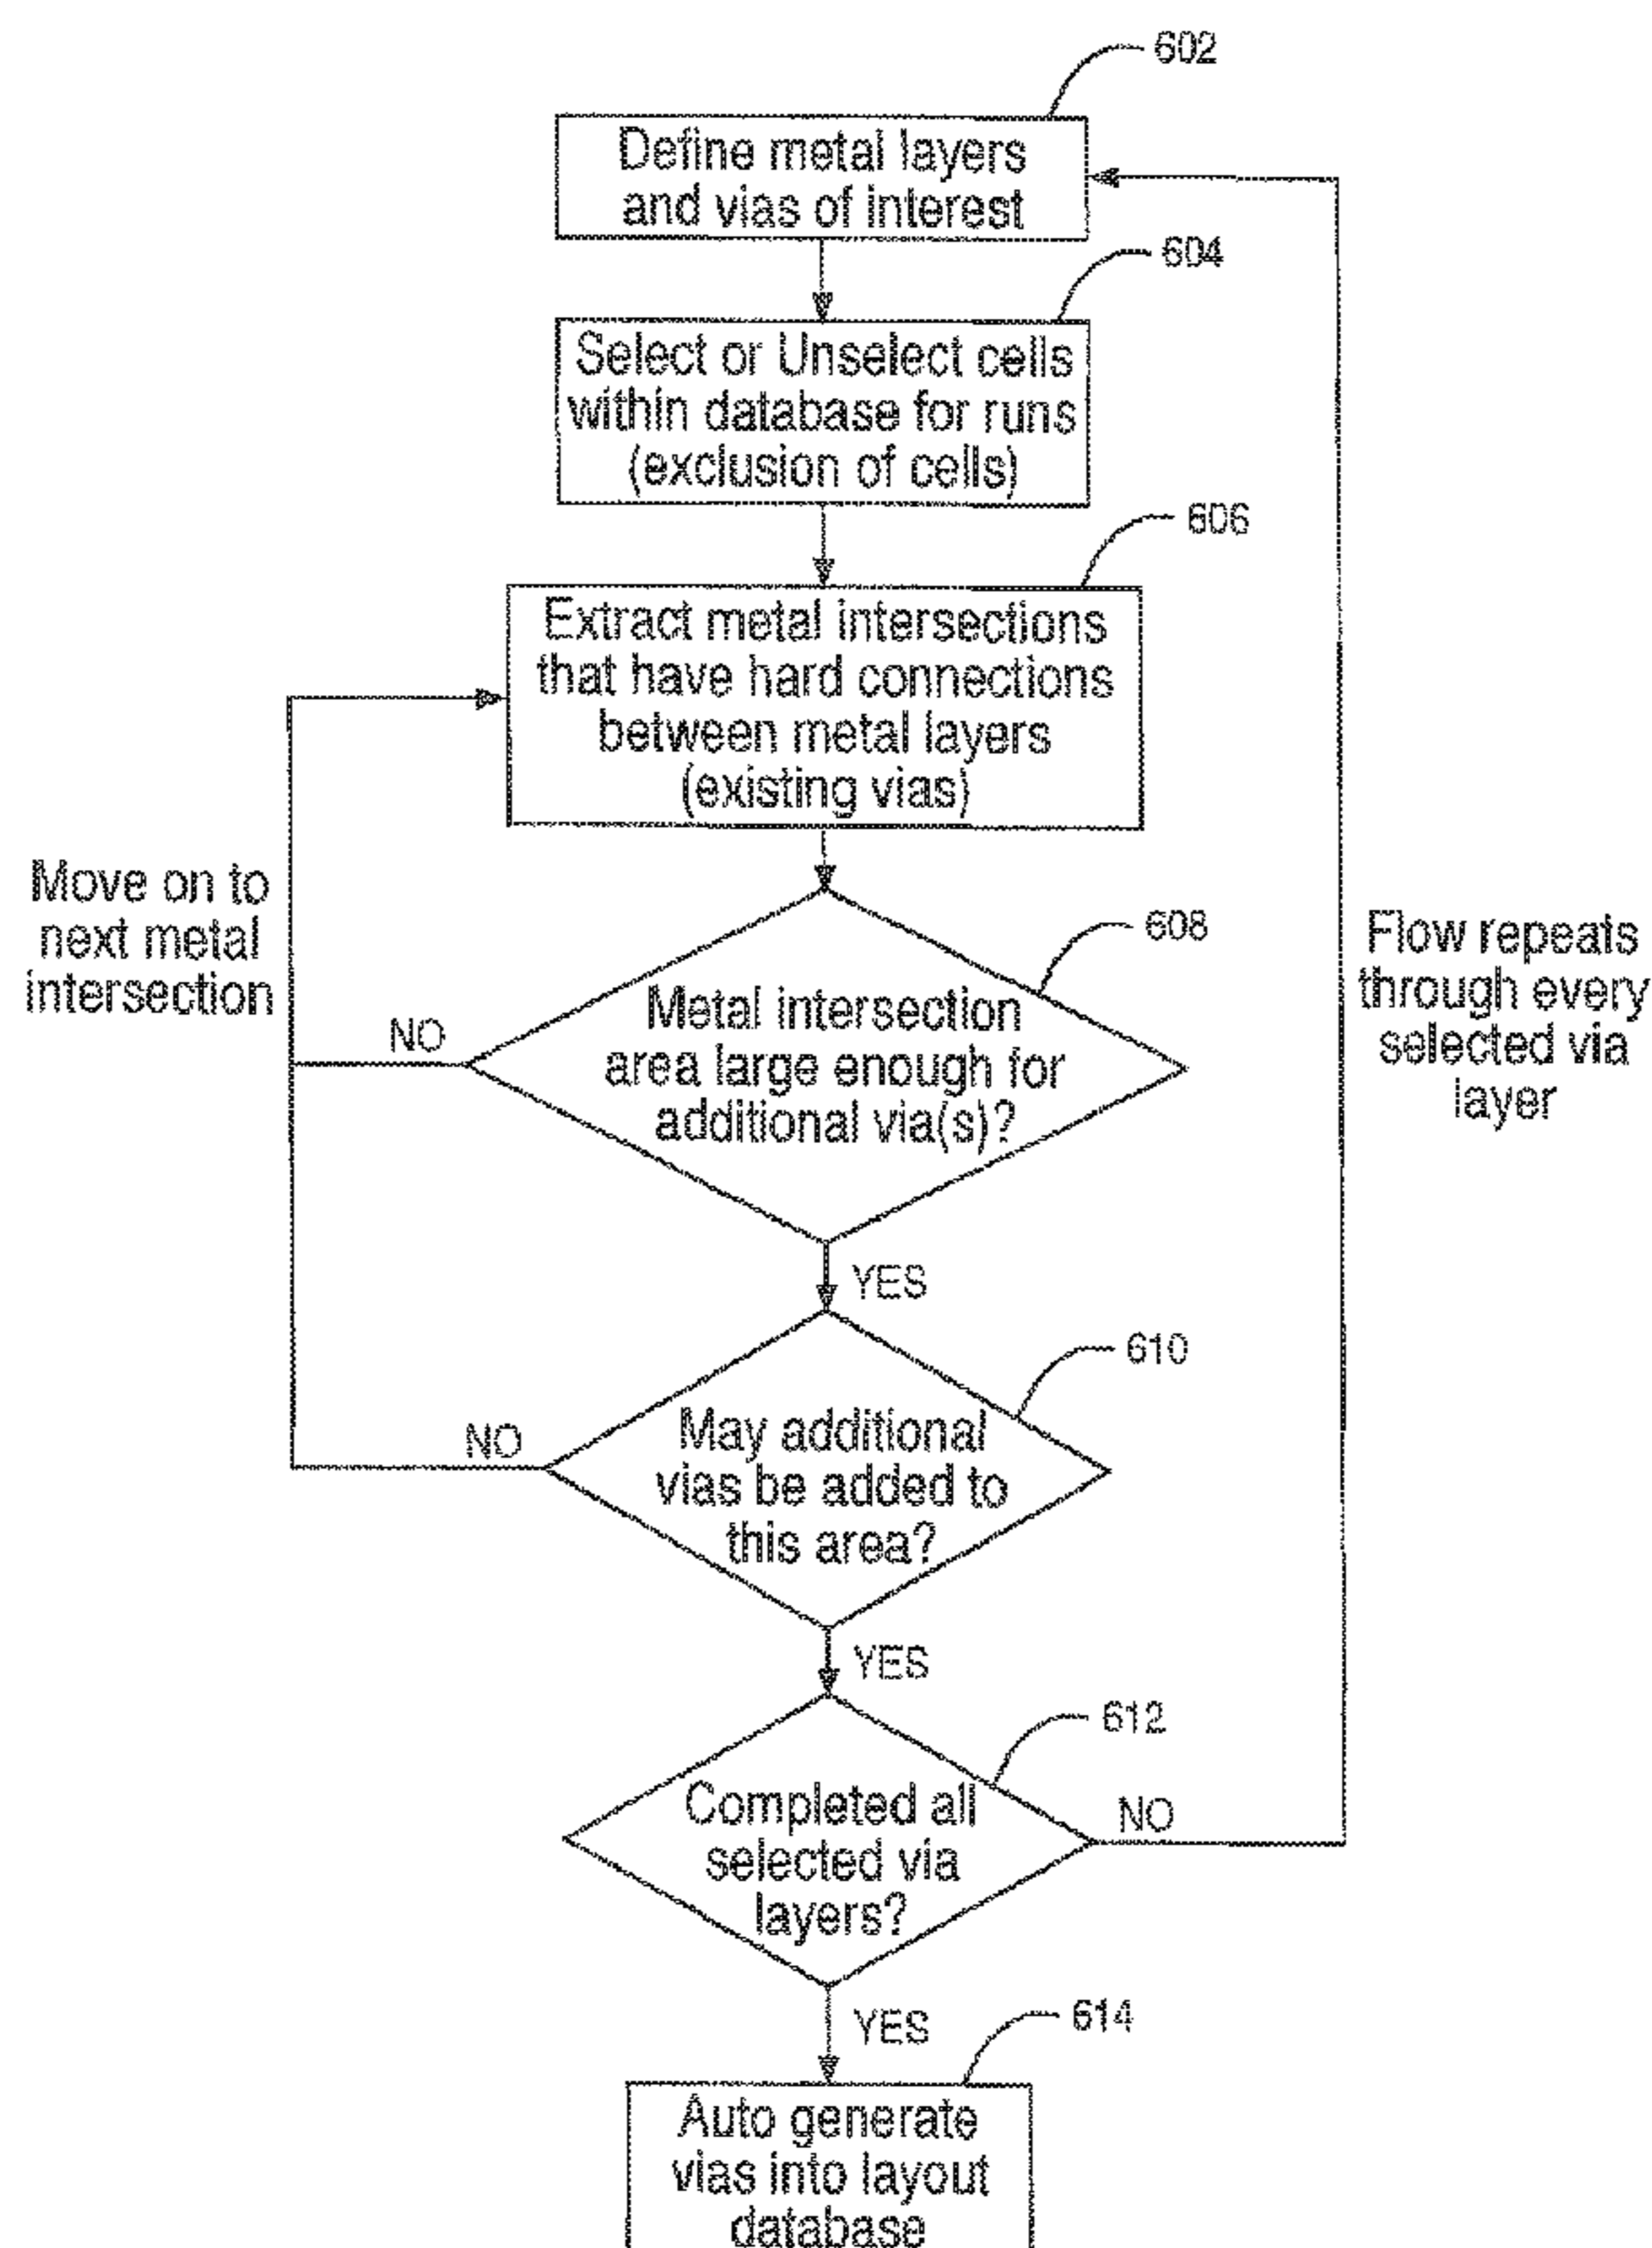 602
Define metal layers
and vias of interest
604
Select or Unselect cells
within database for runs
(exclusion of cells)
606
Extract metal intersections
that have hard connections
between metal layers
(existing vias)
Move on to
next metal
intersection
608
Metal intersection
area large enough for
additional via(s)?
NO
YES
Flow repeats
through every
selected via
layer
610
May additional
vias be added to
this area?
NO
YES
612
Completed all
selected via
layers?
NO
YES
614
Auto generate
vias into layout
database